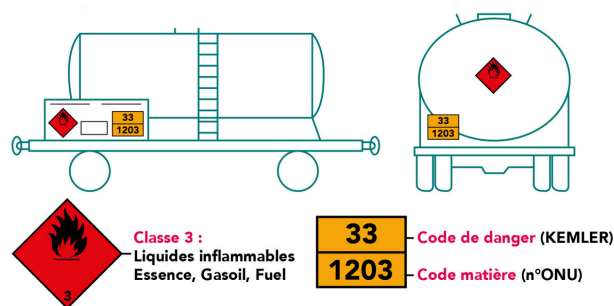 33
1203
33
1203
3
Classe 3 :
Liquides inflammables
Essence, Gasoil, Fuel
33
1203
Code de danger (KEMLER)
Code matière (n°ONU)